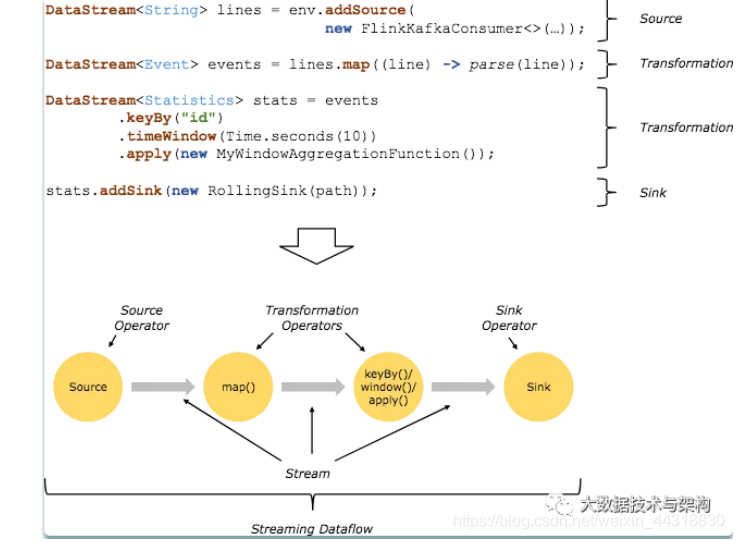 DataStream<String> lines = env.addSource(
new FlinkKafkaConsumer<>(…));
Source
DataStream<Event> events = lines.map((line) -> parse(line));
Transformation
DataStream<Statistics> stats = events
.keyBy("id")
.timeWindow(Time.seconds(10))
.apply(new MyWindowAggregationFunction());
Transformation
stats.addSink(new RollingSink(path));
Sink
Source
Operator
Transformation
Operators
Sink
Operator
Source
map()
keyBy()/
window()/
apply()
Sink
Stream
大数据技术与架构
https://blog.csdn.net/weixin_44318830
Streaming Dataflow